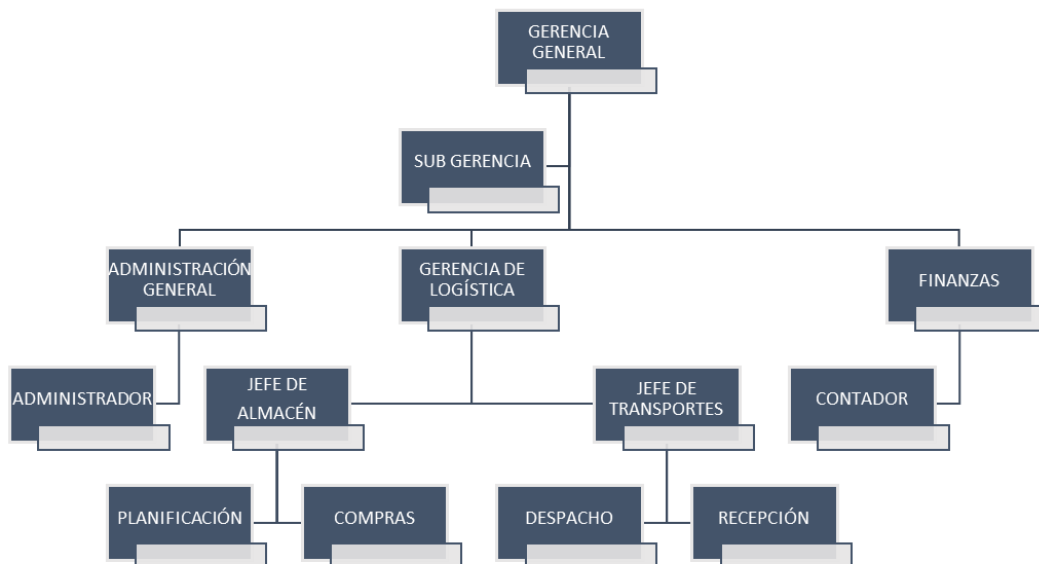 GERENCIA
GENERAL
SUB GERENCIA
ADMINISTRACIÓN
GENERAL
GERENCIA DE
LOGÍSTICA
FINANZAS
ADMINISTRADOR
JEFE DE
ALMACÉN
JEFE DE
TRANSPORTES
CONTADOR
PLANIFICACIÓN
COMPRAS
DESPACHO
RECEPCIÓN